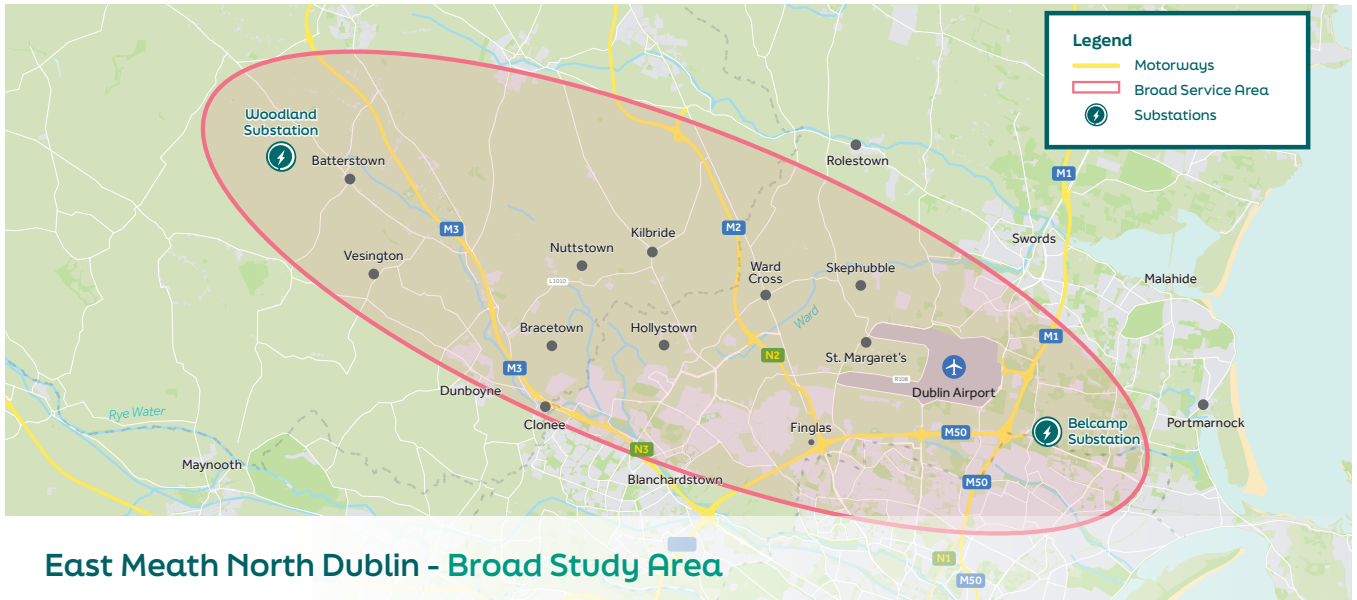 Legend
Motorways
Broad Service Area
Substations
Woodland
Substation
Batterstown
Rolestown
M1
M3
M2
Swords
Kilbride
Nuttstown
Vesington
Ward
Cross
Skephubble
Malahide
L1010
Ward
Bracetown
Hollystown
M1
N2
St. Margaret's
M3
R108
Dublin Airport
Dunboyne
Rye Water
Clonee
Finglas
M50
Belcamp
Substation
Portmarnock
N3
Maynooth
Blanchardstown
M50
N1
M50
East Meath North Dublin - Broad Study Area